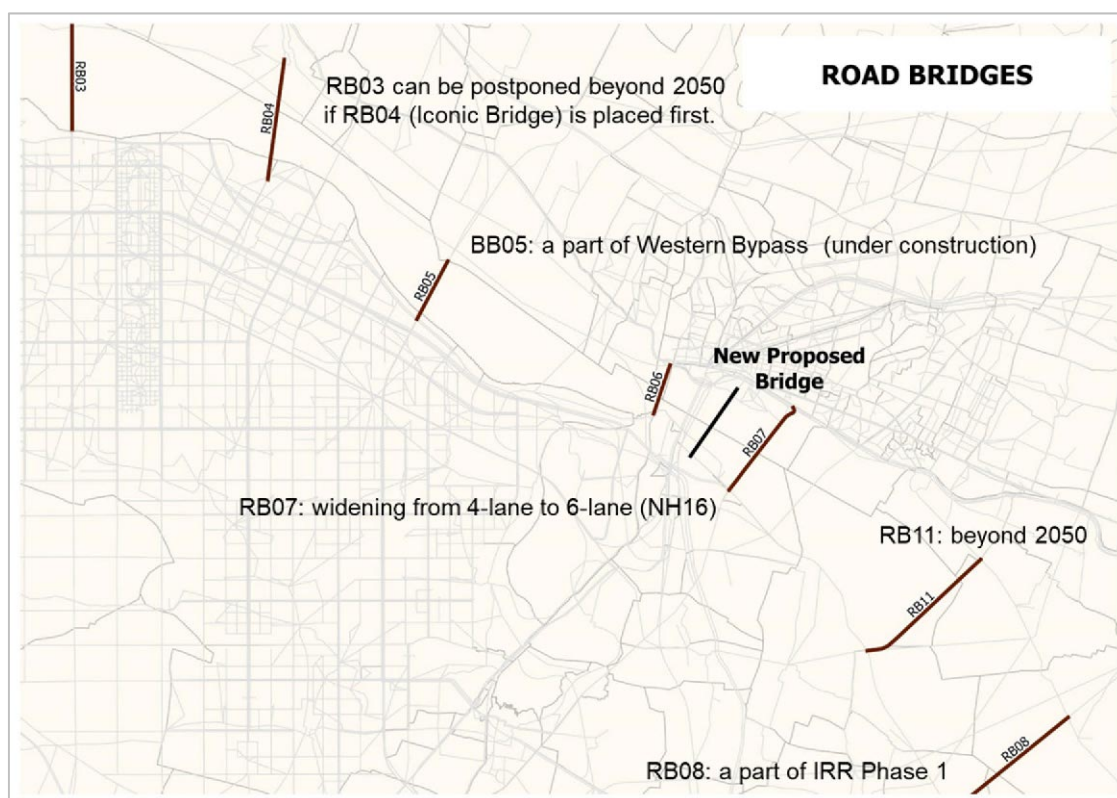 ROAD BRIDGES
RB03
RB04
RB03 can be postponed beyond 2050
if RB04 (Iconic Bridge) is placed first.
BB05: a part of Western Bypass (under construction)
RB05
New Proposed
Bridge
RB06
RB07
RB07: widening from 4-lane to 6-lane (NH16)
RB11: beyond 2050
RB11
RB08
RB08: a part of IRR Phase 1